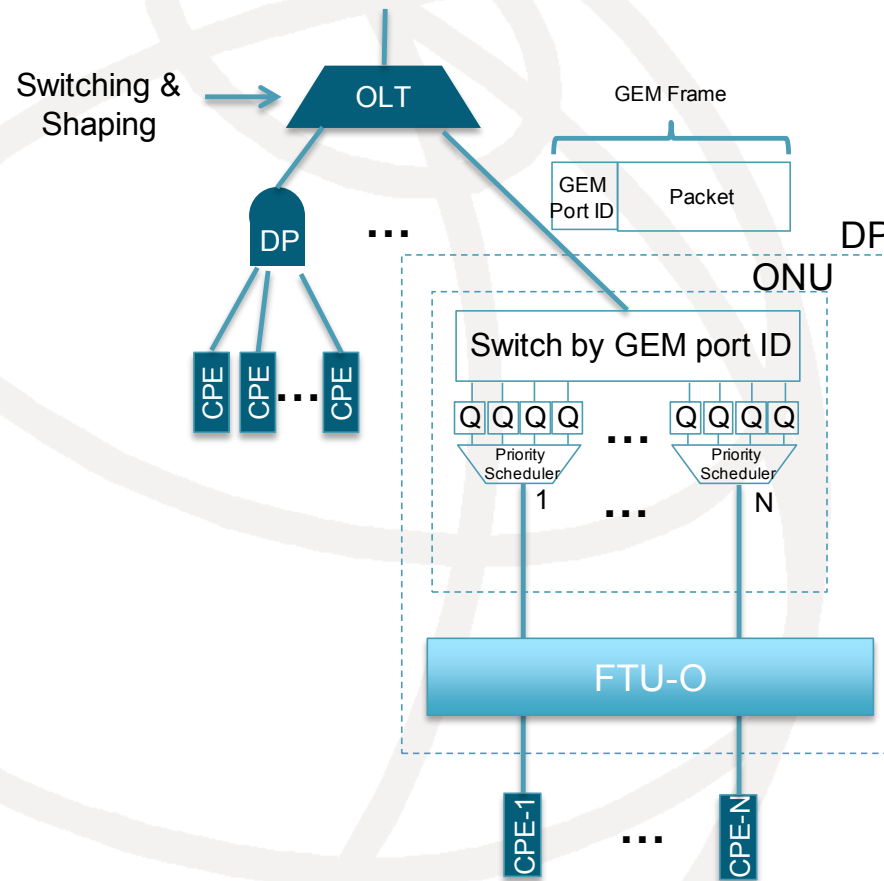 Switching &
Shaping
OLT
GEM Frame
GEM
Port ID
Packet
DP
...
DP
ONU
Switch by GEM port ID
CPE
CPE
...
CPE
Q Q Q Q
...
Q Q Q Q
Priority
Scheduler
Priority
Scheduler
1
...
N
FTU-O
CPE-1
...
CPE-N